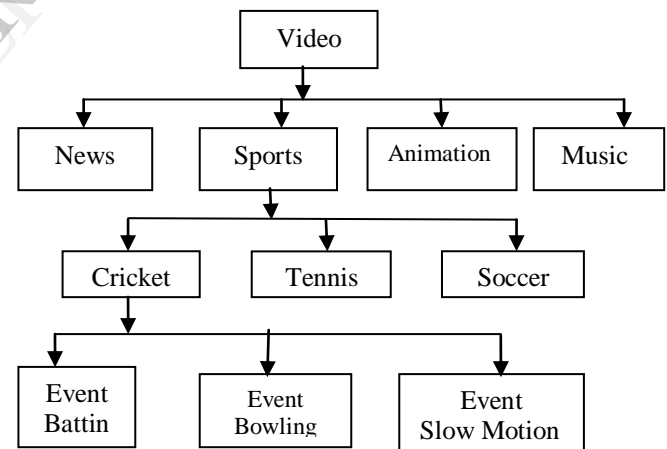 Video
News
Sports
Animation
Music
Cricket
Tennis
Soccer
Event
Battin
Event
Bowling
Event
Slow Motion